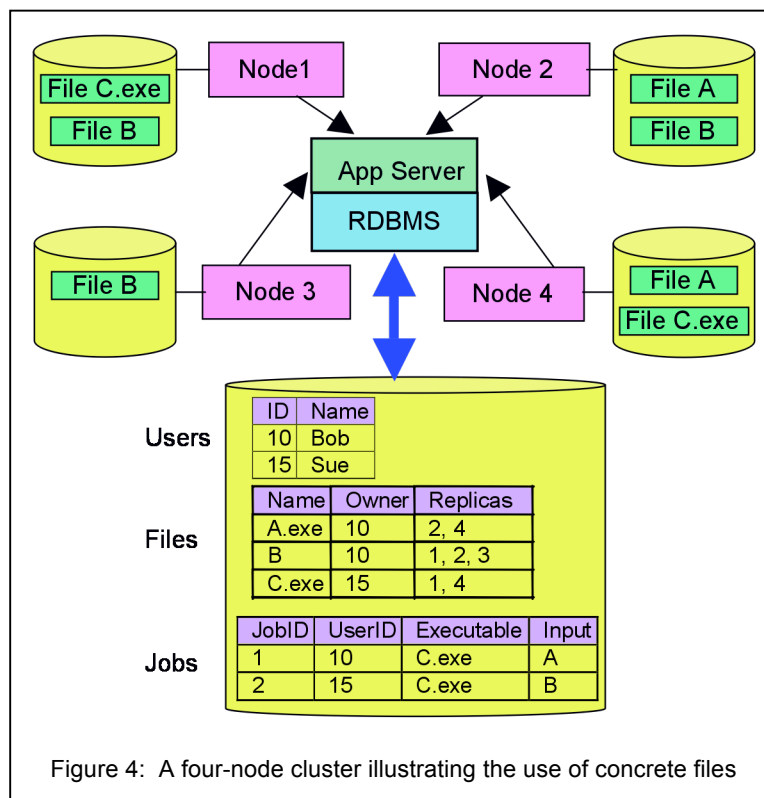 Node1
Node 2
File C.exe
File B
File A
File B
App Server
RDBMS
File B
Node 3
Node 4
File A
File C.exe
Users
ID Name
10 Bob
15 Sue
Files
Name Owner Replicas
A.exe 10 2, 4
B 10 1, 2, 3
C.exe 15 1, 4
Jobs
JobID UserID Executable Input
1 10 C.exe A
2 15 C.exe B
Figure 4: A four-node cluster illustrating the use of concrete files